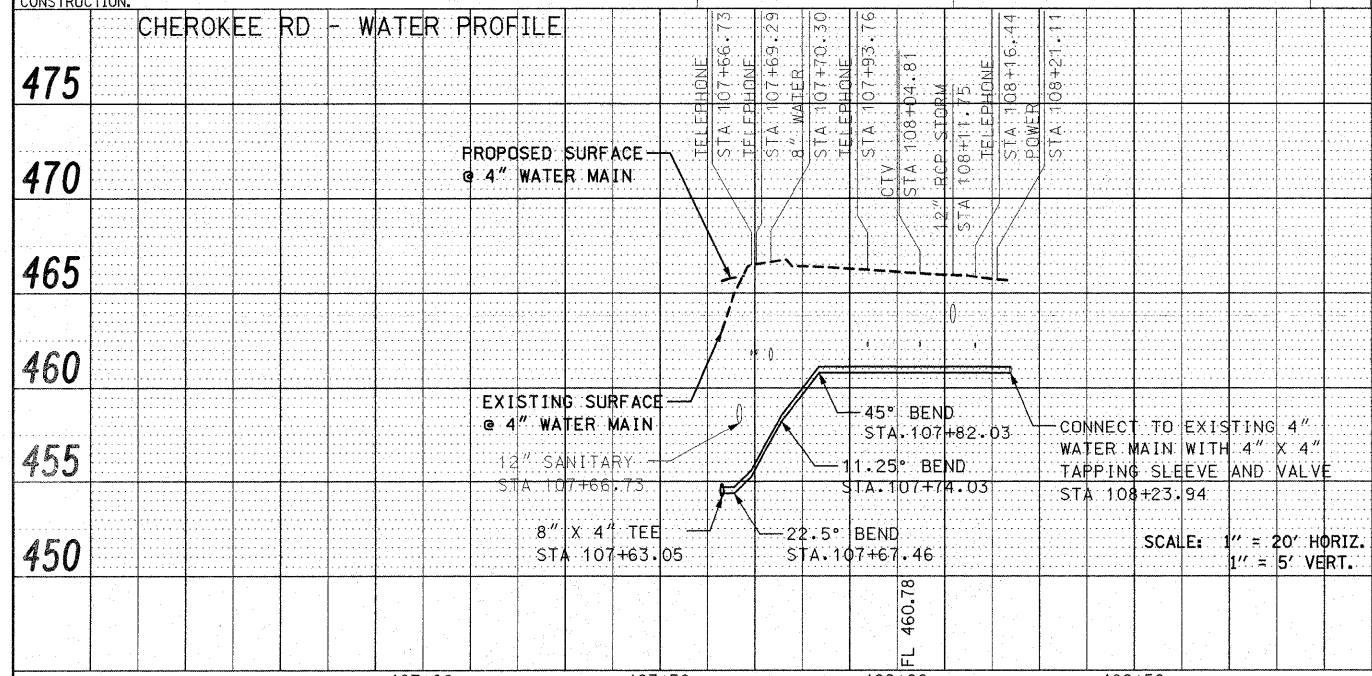 CONSTRUCTION.
CHEROKEE RD - WATER PROFILE
475
470
465
460
455
450
TELEPHONE
STA 107+66.73
TELEPHONE
STA 107+69.29
8" WATER
STA 107+70.30
TELEPHONE
STA 107+93.76
CTV
STA 108+04.81
12" RCP STORM
STA 108+11.75
TELEPHONE
STA 108+16.44
POWER
STA 108+21.11
PROPOSED SURFACE
@ 4" WATER MAIN
EXISTING SURFACE
@ 4" WATER MAIN
12" SANITARY
STA 107+66.73
8" X 4" TEE
STA 107+63.05
22.5° BEND
STA.107+67.46
11.25° BEND
STA.107+74.03
45° BEND
STA.107+82.03
CONNECT TO EXISTING 4"
WATER MAIN WITH 4" X 4"
TAPPING SLEEVE AND VALVE
STA 108+23.94
SCALE: 1" = 20' HORIZ.
1" = 5' VERT.
FL 460.78